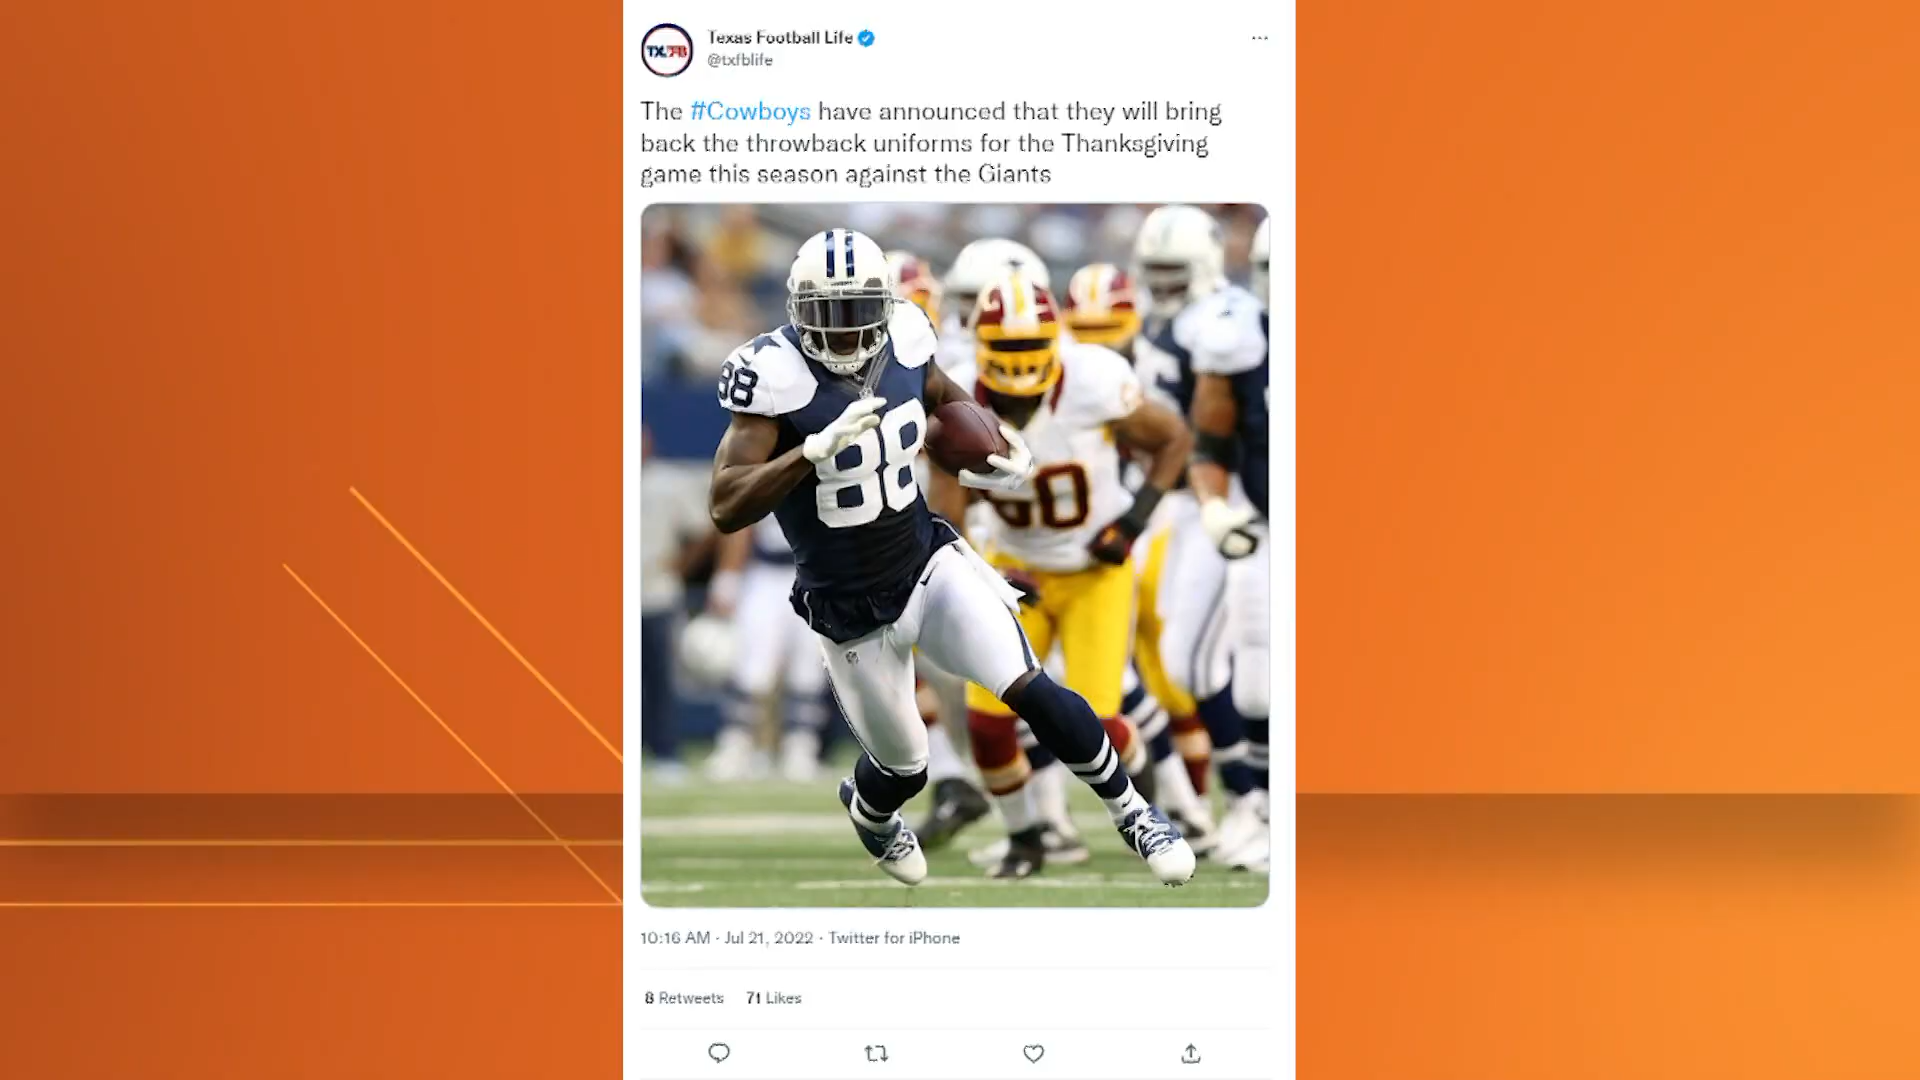 TXFB
Texas Football Life
@txfblife
The #Cowboys have announced that they will bring
back the throwback uniforms for the Thanksgiving
game this season against the Giants
88
88
60
10:16 AM · Jul 21, 2022 · Twitter for iPhone
8 Retweets 71 Likes